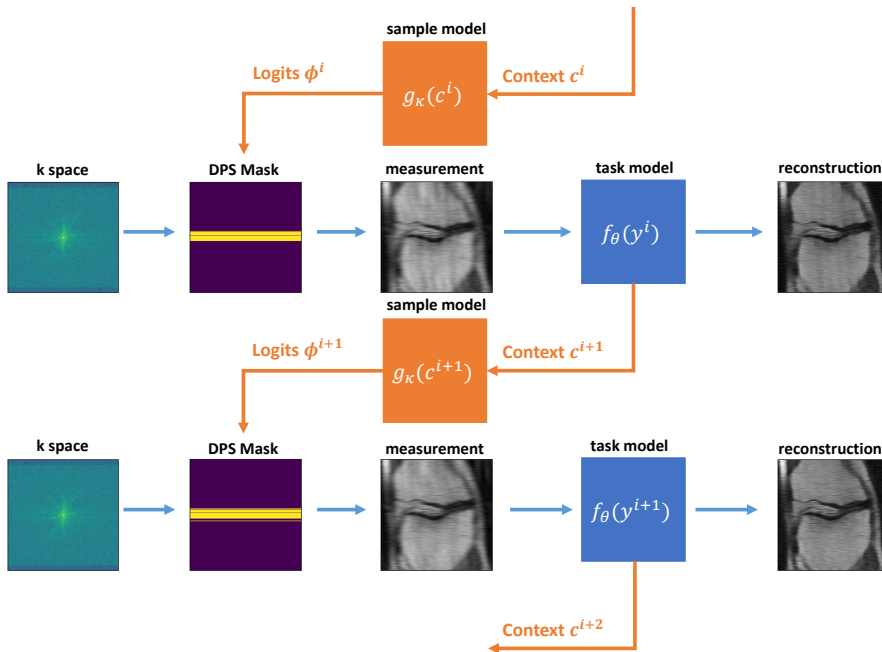 sample model
Logits ϕ^i
Context c^i
g_κ(c^i)
k space
DPS Mask
measurement
task model
reconstruction
f_θ(y^i)
sample model
Logits ϕ^{i+1}
Context c^{i+1}
g_κ(c^{i+1})
k space
DPS Mask
measurement
task model
reconstruction
f_θ(y^{i+1})
Context c^{i+2}